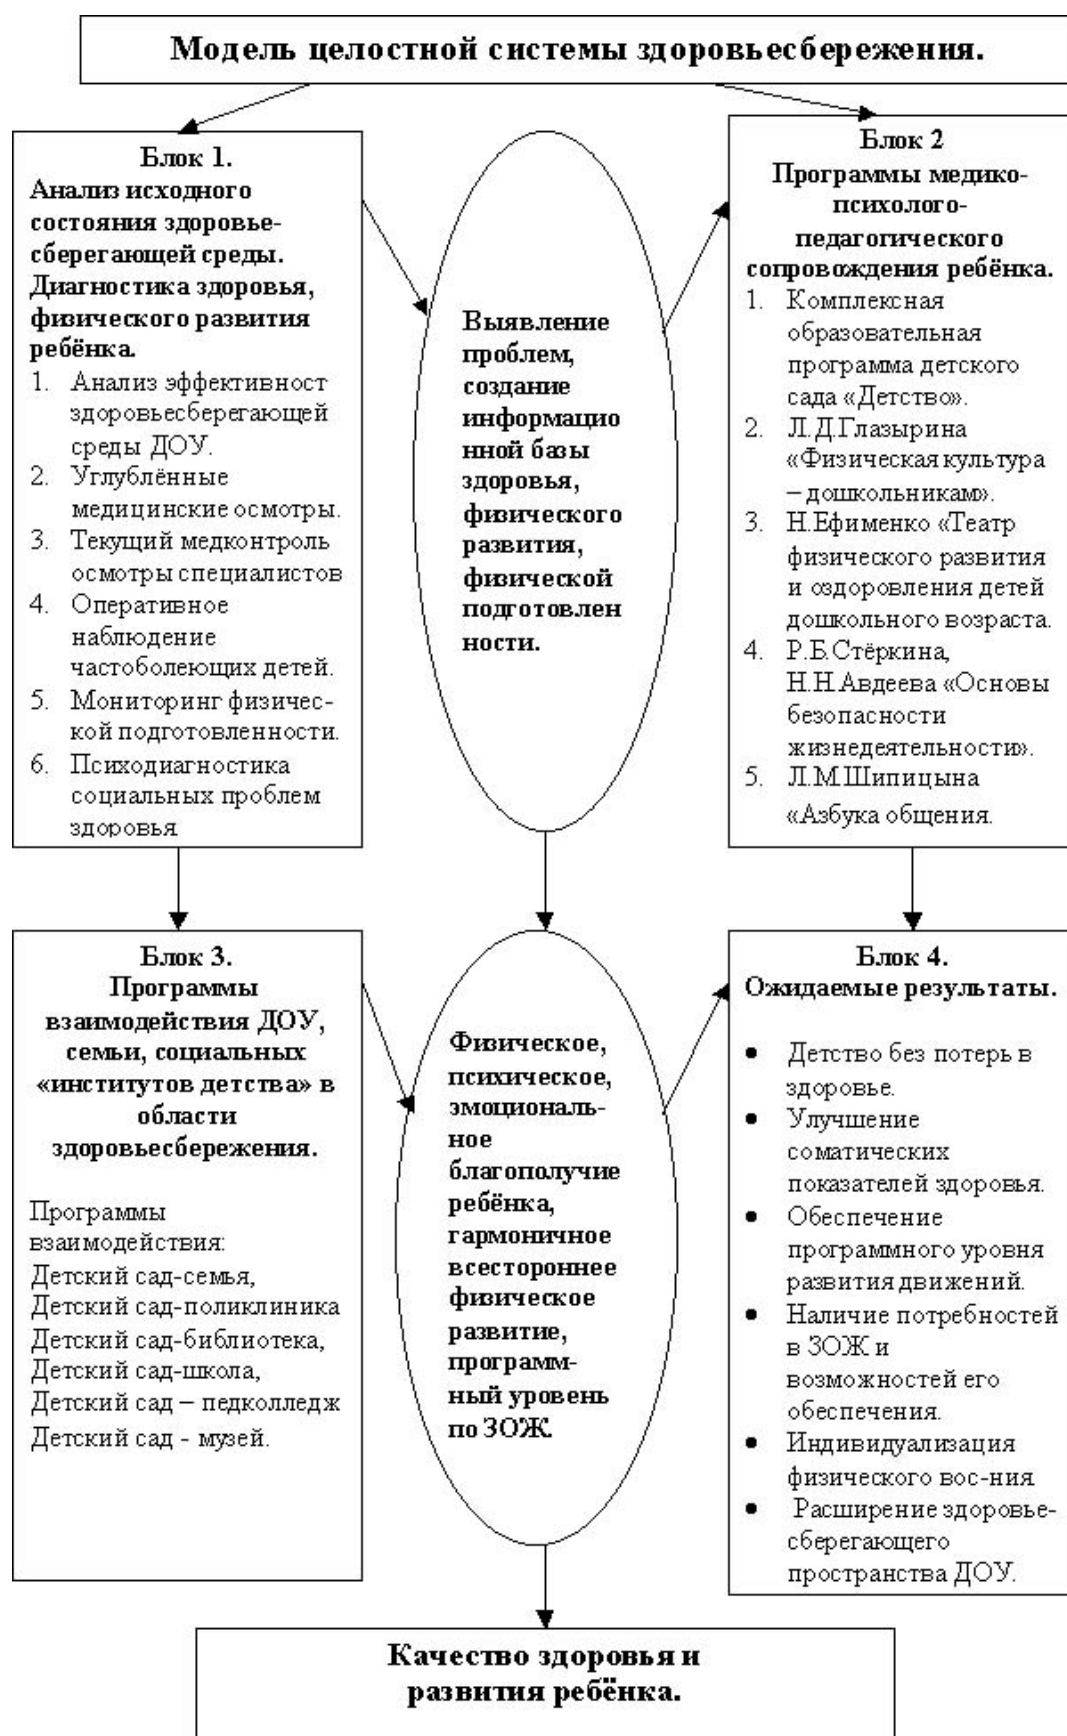 Модель целостной системы здоровьесбережения.
Блок 1.
Анализ исходного
состояния здоровье-
сберегающей среды.
Диагностика здоровья,
физического развития
ребёнка.
1. Анализ эффективност
здоровьесберегающей
среды ДОУ.
2. Углублённые
медицинские осмотры.
3. Текущий медконтроль
осмотры специалистов
4. Оперативное
наблюдение
частоболеющих детей.
5. Мониторинг физичес-
кой подготовленности.
6. Психодиагностика
социальных проблем
здоровья
Выявление
проблем,
создание
информацио
нной базы
здоровья,
физического
развития,
физической
подготовлен
ности.
Блок 2
Программы медико-
психолого-
педагогического
сопровождения ребёнка.
1. Комплексная
образовательная
программа детского
сада «Детство».
2. Л.Д.Глазырина
«Физическая культура
– дошкольникам».
3. Н.Ефименко «Театр
физического развития
и оздоровления детей
дошкольного возраста.
4. Р.Б.Стёркина,
Н.Н.Авдеева «Основы
безопасности
жизнедеятельности».
5. Л.М.Шипицына
«Азбука общения.
Блок 3.
Программы
взаимодействия ДОУ,
семьи, социальных
«институтов детства» в
области
здоровьесбережения.
Программы
взаимодействия:
Детский сад-семья,
Детский сад-поликлиника
Детский сад-библиотека,
Детский сад-школа,
Детский сад – педколледж
Детский сад - музей.
Физическое,
психическое,
эмоциональ-
ное
благополучие
ребёнка,
гармоничное
всестороннее
физическое
развитие,
программ-
ный уровень
по ЗОЖ.
Блок 4.
Ожидаемые результаты.
● Детство без потерь в
здоровье.
● Улучшение
соматических
показателей здоровья.
● Обеспечение
программного уровня
развития движений.
● Наличие потребностей
в ЗОЖ и
возможностей его
обеспечения.
● Индивидуализация
физического вос-ния
● Расширение здоровье-
сберегающего
пространства ДОУ.
Качество здоровья и
развития ребёнка.